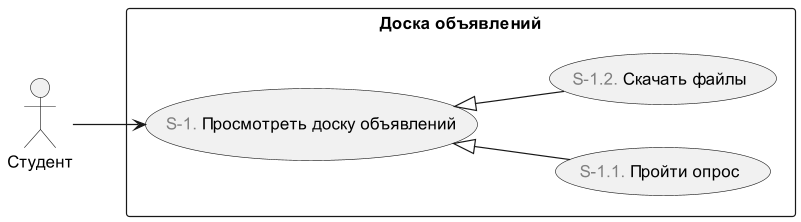 Доска объявлений
S-1.2. Скачать файлы
S-1. Просмотреть доску объявлений
Студент
S-1.1. Пройти опрос